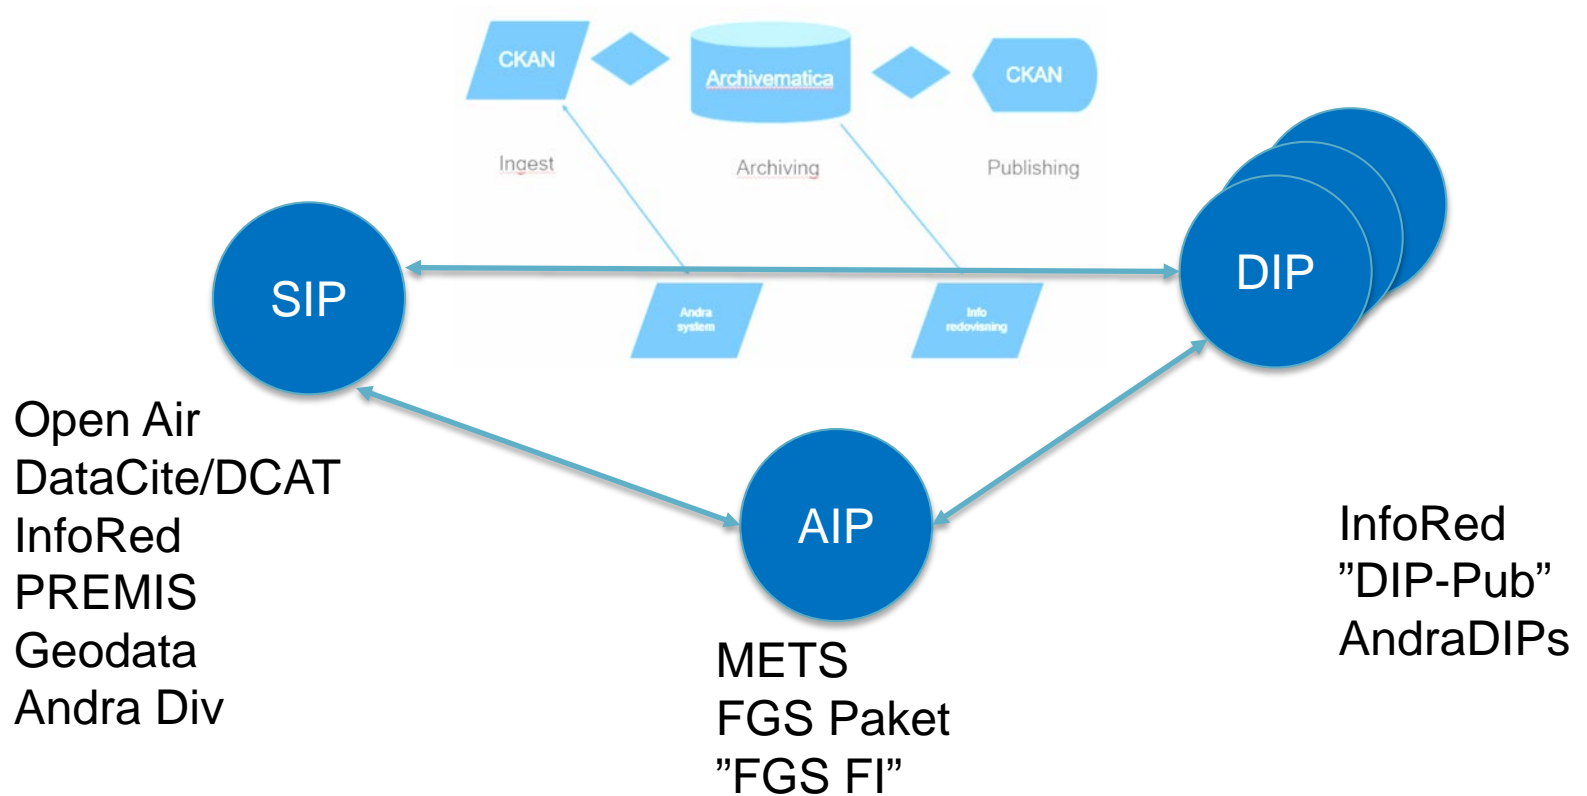 CKAN
Archivematica
CKAN
Ingest
Archiving
Publishing
SIP
DIP
Andra
system
Info
redovisning
Open Air
DataCite/DCAT
InfoRed
PREMIS
Geodata
Andra Div
AIP
METS
FGS Paket
”FGS FI”
InfoRed
”DIP-Pub”
AndraDIPs